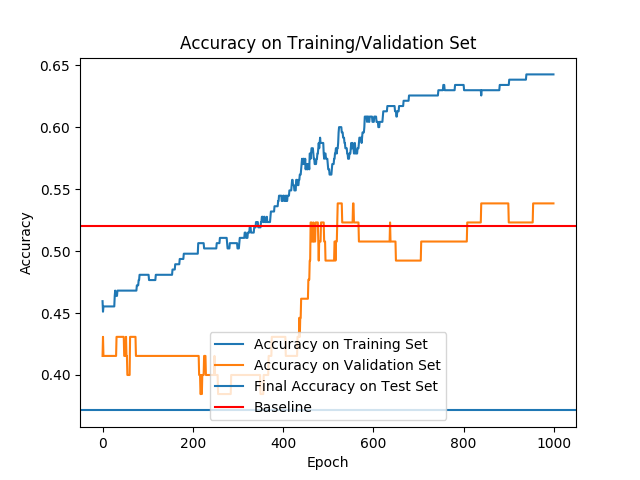 Accuracy on Training/Validation Set
0.65
0.60
0.55
0.50
0.45
0.40
Accuracy
Accuracy on Training Set
Accuracy on Validation Set
Final Accuracy on Test Set
Baseline
0 200 400 600 800 1000
Epoch